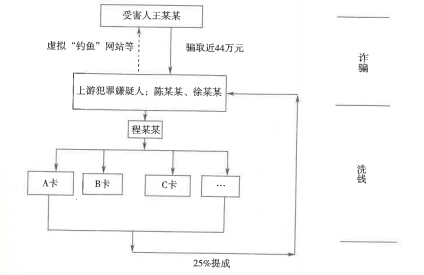 受害人王某某
虚拟“钓鱼”网站等
骗取近44万元
诈骗
上游犯罪嫌疑人：陈某某、徐某某
程某某
A卡
B卡
C卡
…
洗钱
25%提成